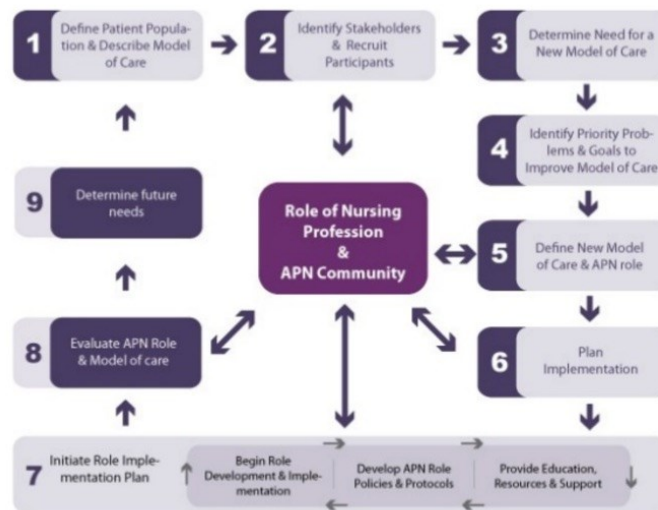 1
Define Patient Popula-
tion & Describe Model
of Care
2
Identify Stakeholders
& Recruit
Participants
3
Determine Need for a
New Model of Care
4
Identify Priority Prob-
lems & Goals to
Improve Model of Care
9
Determine future
needs
Role of Nursing
Profession
&
APN Community
5
Define New Model
of Care & APN role
8
Evaluate APN Role
& Model of care
6
Plan
Implementation
7
Initiate Role Imple-
mentation Plan
Begin Role
Development & Imple-
mentation
Develop APN Role
Policies & Protocols
Provide Education,
Resources & Support